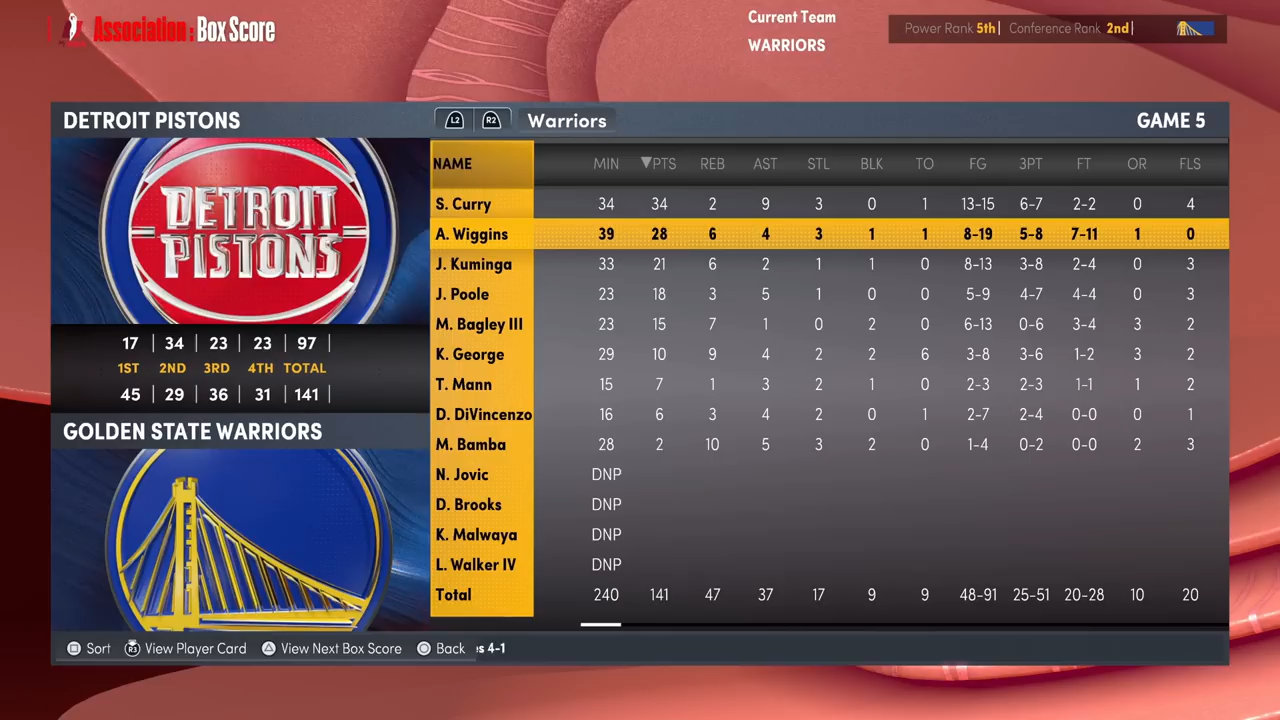 Association : Box Score
Current Team
WARRIORS
Power Rank 5th| Conference Rank 2nd|
DETROIT PISTONS
L2 R2 Warriors
GAME 5
DETROIT
PISTONS
17 | 34 | 23 | 23 | 97 |
1ST 2ND 3RD 4TH TOTAL
45 | 29 | 36 | 31 | 141 |
GOLDEN STATE WARRIORS
NAME MIN ▼PTS REB AST STL BLK TO FG 3PT FT OR FLS
S. Curry 34 34 2 9 3 0 1 13-15 6-7 2-2 0 4
A. Wiggins 39 28 6 4 3 1 1 8-19 5-8 7-11 1 0
J. Kuminga 33 21 6 2 1 1 0 8-13 3-8 2-4 0 3
J. Poole 23 18 3 5 1 0 0 5-9 4-7 4-4 0 3
M. Bagley III 23 15 7 1 0 2 0 6-13 0-6 3-4 3 2
K. George 29 10 9 4 2 2 6 3-8 3-6 1-2 3 2
T. Mann 15 7 1 3 2 1 0 2-3 2-3 1-1 1 2
D. DiVincenzo 16 6 3 4 2 0 1 2-7 2-4 0-0 0 1
M. Bamba 28 2 10 5 3 2 0 1-4 0-2 0-0 2 3
N. Jovic DNP
D. Brooks DNP
K. Malwaya DNP
L. Walker IV DNP
Total 240 141 47 37 17 9 9 48-91 25-51 20-28 10 20
Sort R3 View Player Card View Next Box Score Back es 4-1